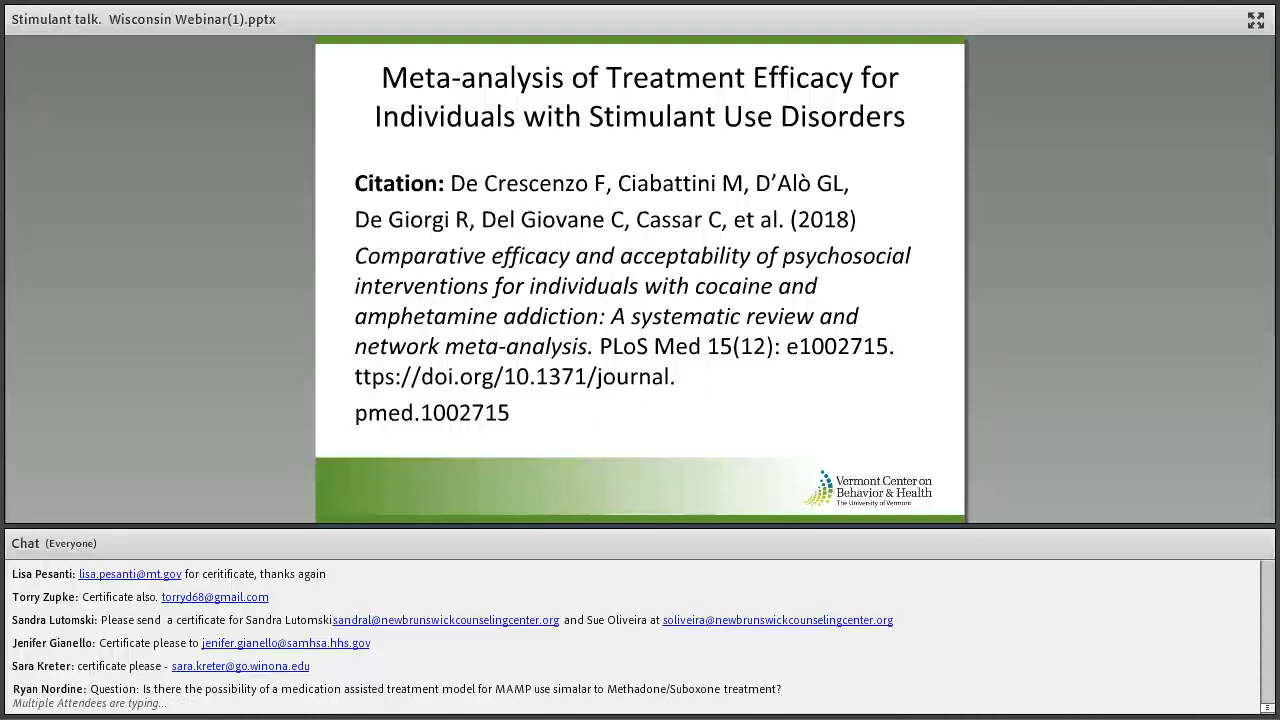 Stimulant talk.  Wisconsin Webinar(1).pptx
Meta-analysis of Treatment Efficacy for
Individuals with Stimulant Use Disorders
Citation: De Crescenzo F, Ciabattini M, D’Alò GL,
De Giorgi R, Del Giovane C, Cassar C, et al. (2018)
Comparative efficacy and acceptability of psychosocial
interventions for individuals with cocaine and
amphetamine addiction: A systematic review and
network meta-analysis. PLoS Med 15(12): e1002715.
ttps://doi.org/10.1371/journal.
pmed.1002715
Vermont Center on
Behavior & Health
The University of Vermont
Chat (Everyone)
Lisa Pesanti: lisa.pesanti@mt.gov for ceritificate, thanks again
Torry Zupke: Certificate also. torryd68@gmail.com
Sandra Lutomski: Please send  a certificate for Sandra Lutomskisandral@newbrunswickcounselingcenter.org and Sue Oliveira at soliveira@newbrunswickcounselingcenter.org
Jenifer Gianello: Certificate please to jenifer.gianello@samhsa.hhs.gov
Sara Kreter: certificate please - sara.kreter@go.winona.edu
Ryan Nordine: Question: Is there the possibility of a medication assisted treatment model for MAMP use simalar to Methadone/Suboxone treatment?
Multiple Attendees are typing...